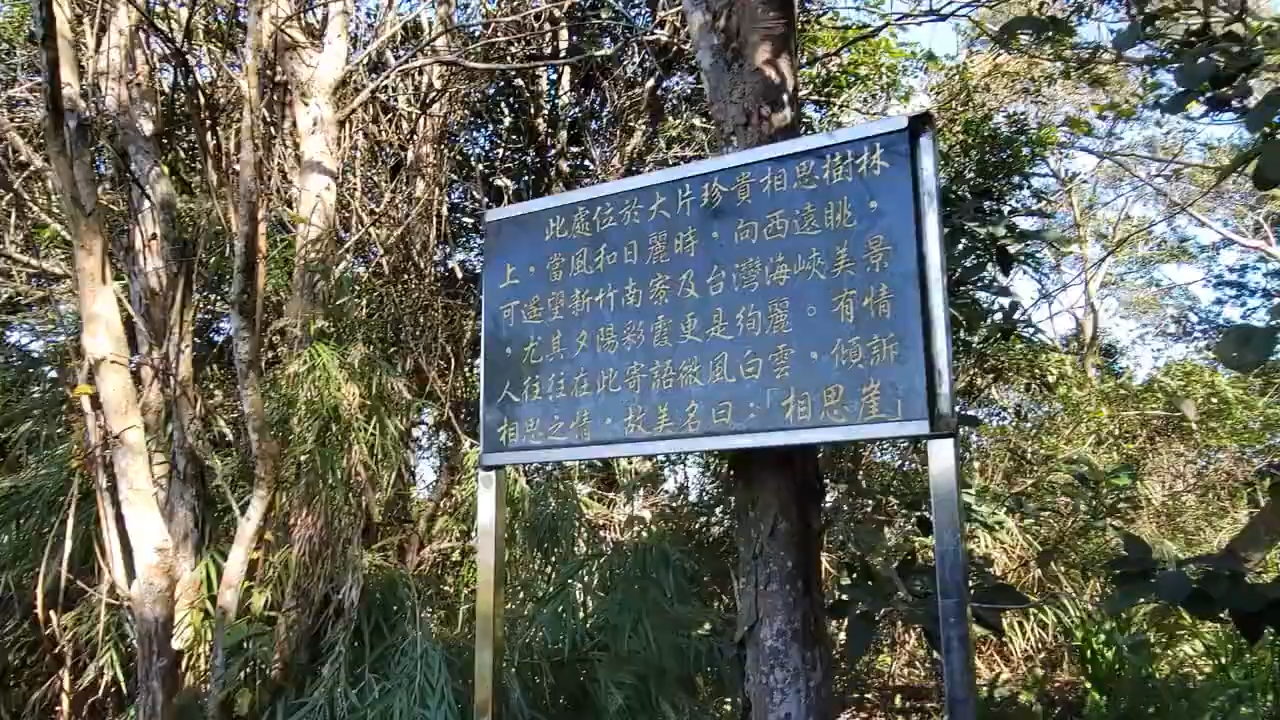 此處位於大片珍貴相思樹林
上。當風和日麗時。向西遠眺，
可遥望新竹南寮及台灣海峽美景
，尤其夕陽彩霞更是絢麗。有情
人往往在此寄語微風白雲，傾訴
相思之情。故美名曰：「相思崖」